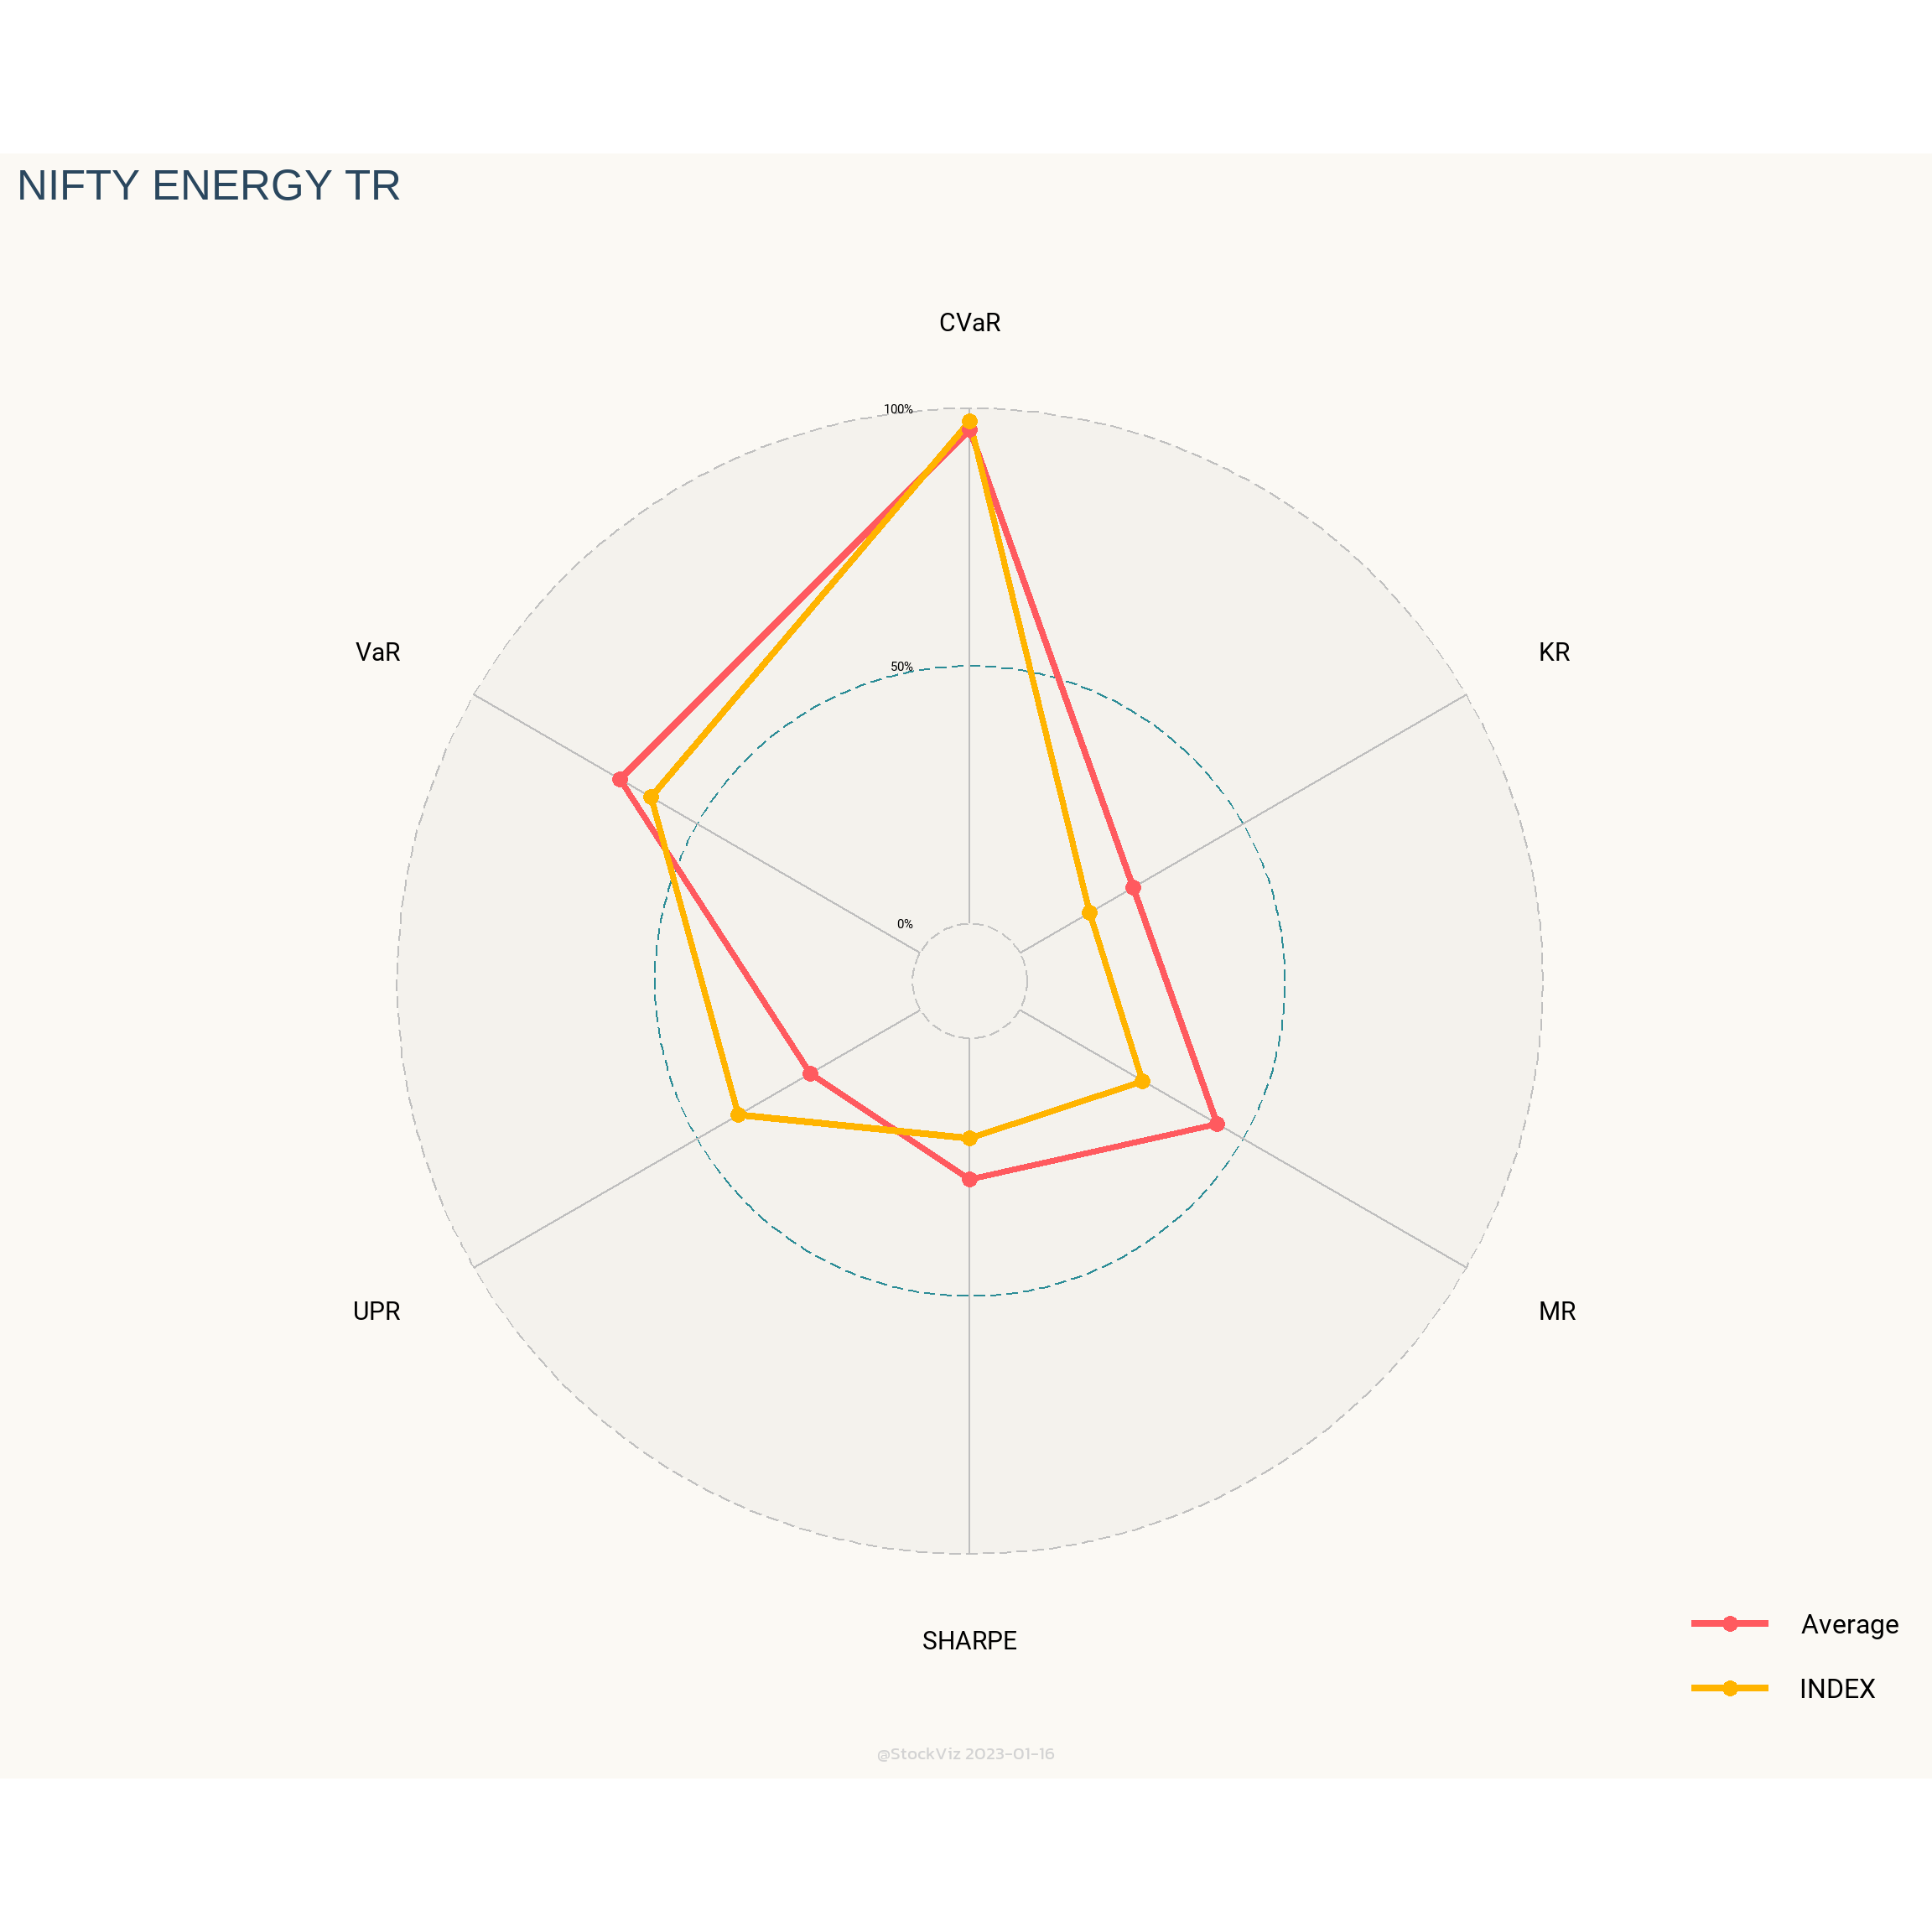 NIFTY ENERGY TR
CVaR
100%
VaR
KR
50%
0%
UPR
MR
SHARPE
Average
INDEX
@StockViz 2023-01-16